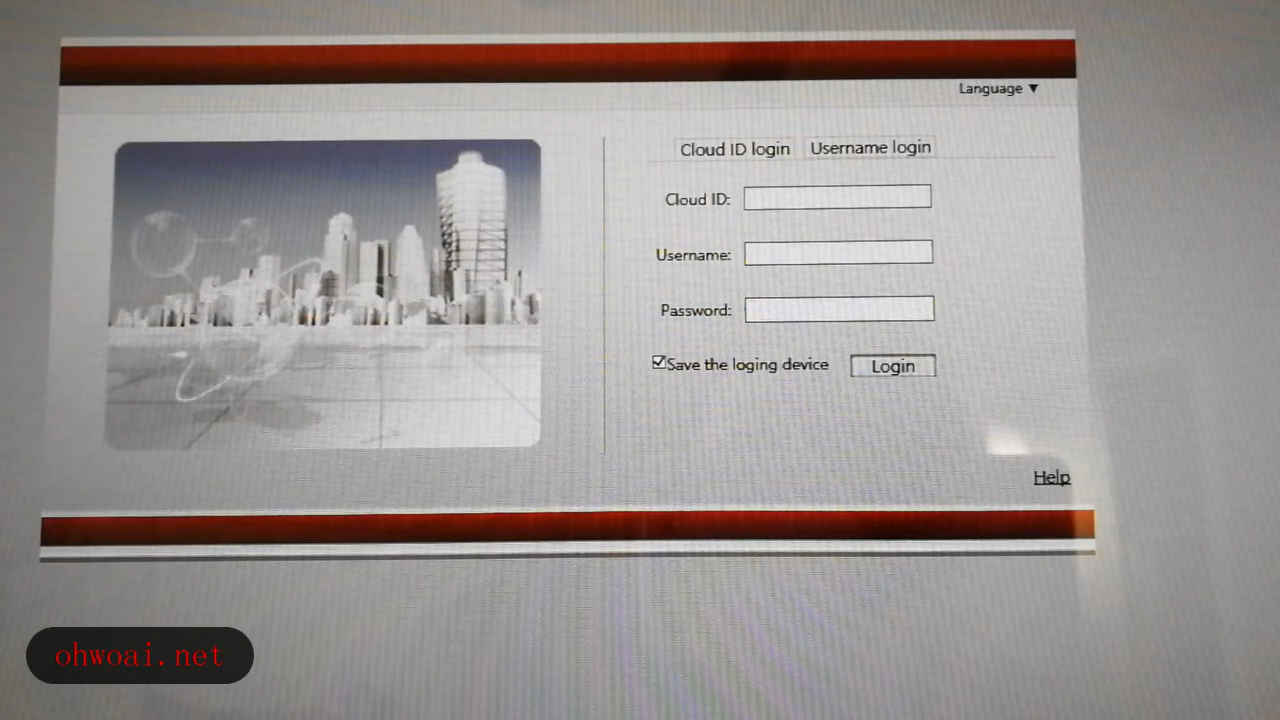 Language ▼
Cloud ID login Username login
Cloud ID:
Username:
Password:
Save the loging device Login
Help
ohwoai.net